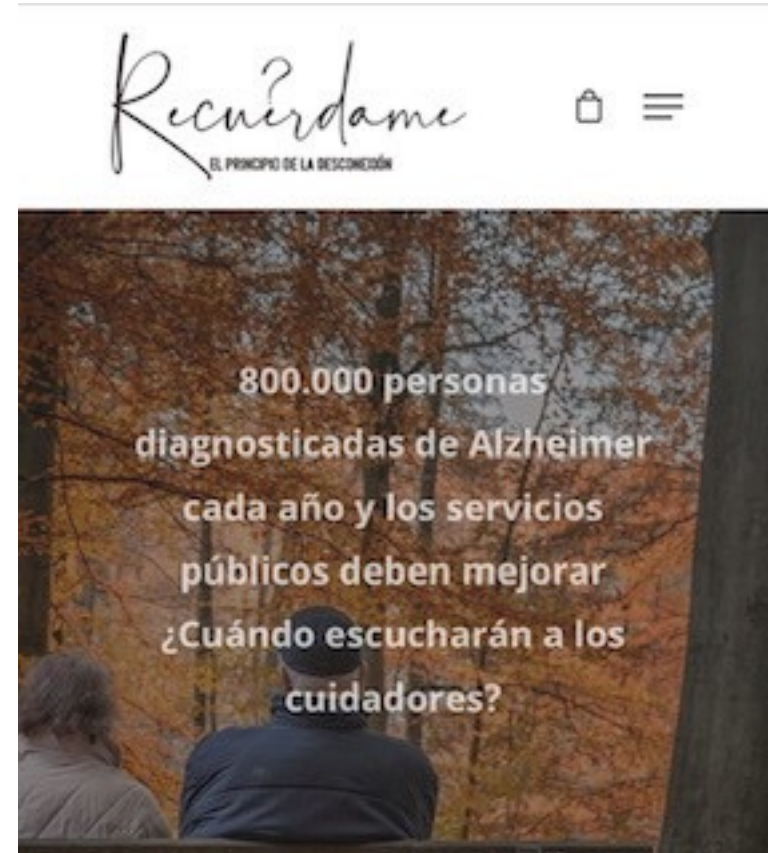 Recuérdame
EL PRINCIPIO DE LA DESCONEXIÓN
800.000 personas
diagnosticadas de Alzheimer
cada año y los servicios
públicos deben mejorar
¿Cuándo escucharán a los
cuidadores?